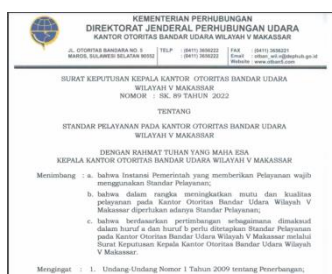 KEMENTERIAN PERHUBUNGAN
DIREKTORAT JENDERAL PERHUBUNGAN UDARA
KANTOR OTORITAS BANDAR UDARA WILAYAH V MAKASSAR
JL. OTORITAS BANDARA NO. 5
MAROS, SULAWESI SELATAN 90552
TELP : (0411) 3656222
: (0411) 3656222
FAX : (0411) 3656221
Email
Website : www.otban5.com
SURAT KEPUTUSAN KEPALA KANTOR OTORITAS BANDAR UDARA
WILAYAH V MAKASSAR
NOMOR : SK. 89 TAHUN 2022
TENTANG
STANDAR PELAYANAN PADA KANTOR OTORITAS BANDAR UDARA
WILAYAH V MAKASSAR
DENGAN RAHMAT TUHAN YANG MAHA ESA
KEPALA KANTOR OTORITAS BANDAR UDARA WILAYAH V MAKASSAR
Menimbang : a. bahwa Instansi Pemerintah yang memberikan Pelayanan wajib
menggunakan Standar Pelayanan;
b. bahwa dalam rangka meningkatkan mutu dan kualitas
pelayanan pada Kantor Otoritas Bandar Udara Wilayah V
Makassar diperlukan adanya Standar Pelayanan;
c. bahwa berdasarkan pertimbangan sebagaimana dimaksud
dalam huruf a dan huruf b perlu ditetapkan Standar Pelayanan
pada Kantor Otoritas Bandar Udara Wilayah V Makassar melalui
Surat Keputusan Kepala Kantor Otoritas Bandar Udara Wilayah
V Makassar.
Mengingat : 1. Undang-Undang Nomor 1 Tahun 2009 tentang Penerbangan;